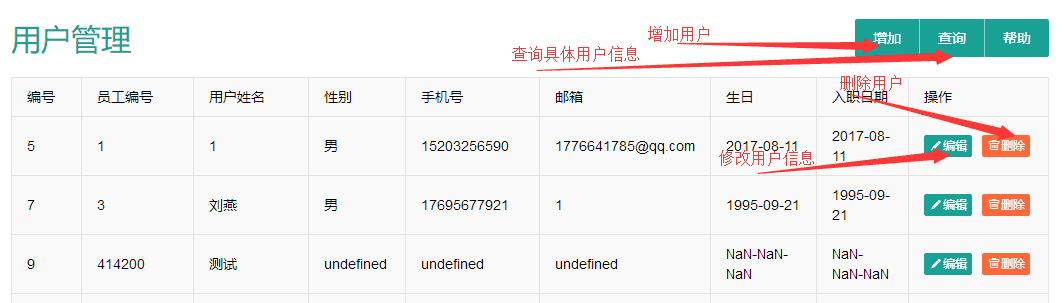 用户管理
增加 查询 帮助
增加用户
查询具体用户信息
删除用户
编号 员工编号 用户姓名 性别 手机号 邮箱 生日 入职日期 操作
5 1 1 男 15203256590 1776641785@qq.com 2017-08-11 2017-08-
11
编辑 删除
修改用户信息
7 3 刘燕 男 17695677921 1 1995-09-21 1995-09-
21
编辑 删除
9 414200 测试 undefined undefined undefined NaN-NaN-
NaN
NaN-
NaN-NaN
编辑 删除